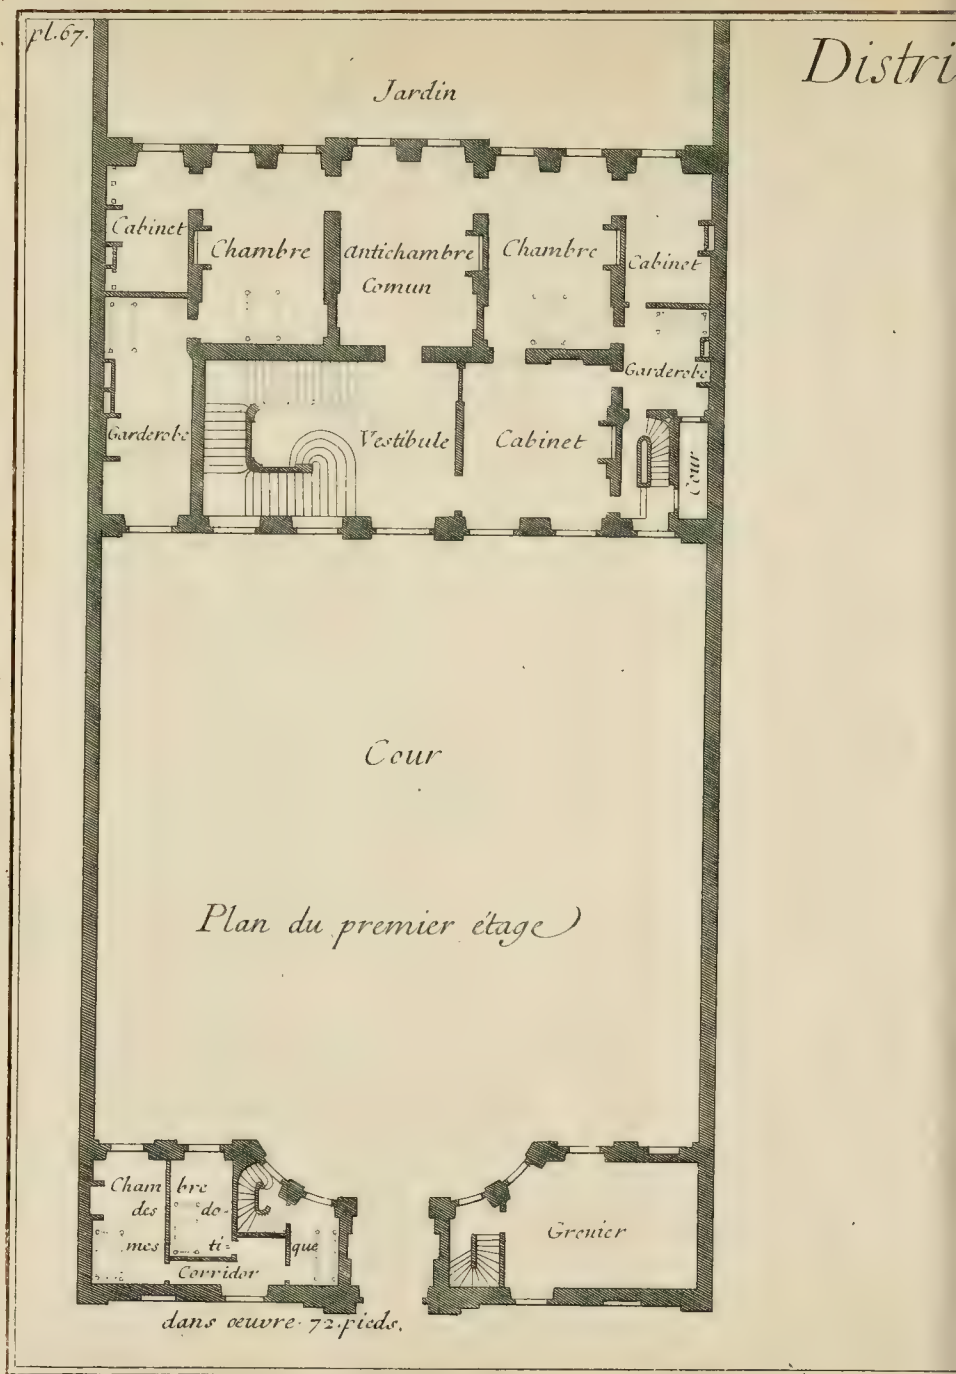 pl. 67.
Distri
Jardin
Cabinet
Chambre
Antichambre
Comun
Chambre
Cabinet
Garderobe
Garderobe
Vestibule
Cabinet
Cour
Cour
Plan du premier étage
Cham bre
des do-
mes ti= que
Corridor
Grenier
dans œuvre. 72. pieds.